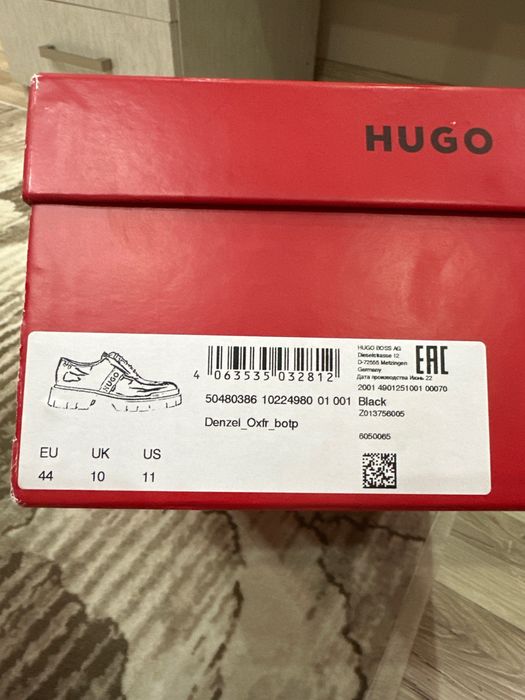 HUGO
HUGO
EU UK US
44 10 11
4 063535 032812
50480386 10224980 01 001
Denzel_Oxfr_botp
HUGO BOSS AG
Dieselstrasse 12
D-72555 Metzingen
Germany
Дата производства Июнь 22
EAC
2001 4901251001 00070
Black
Z013756005
6050065